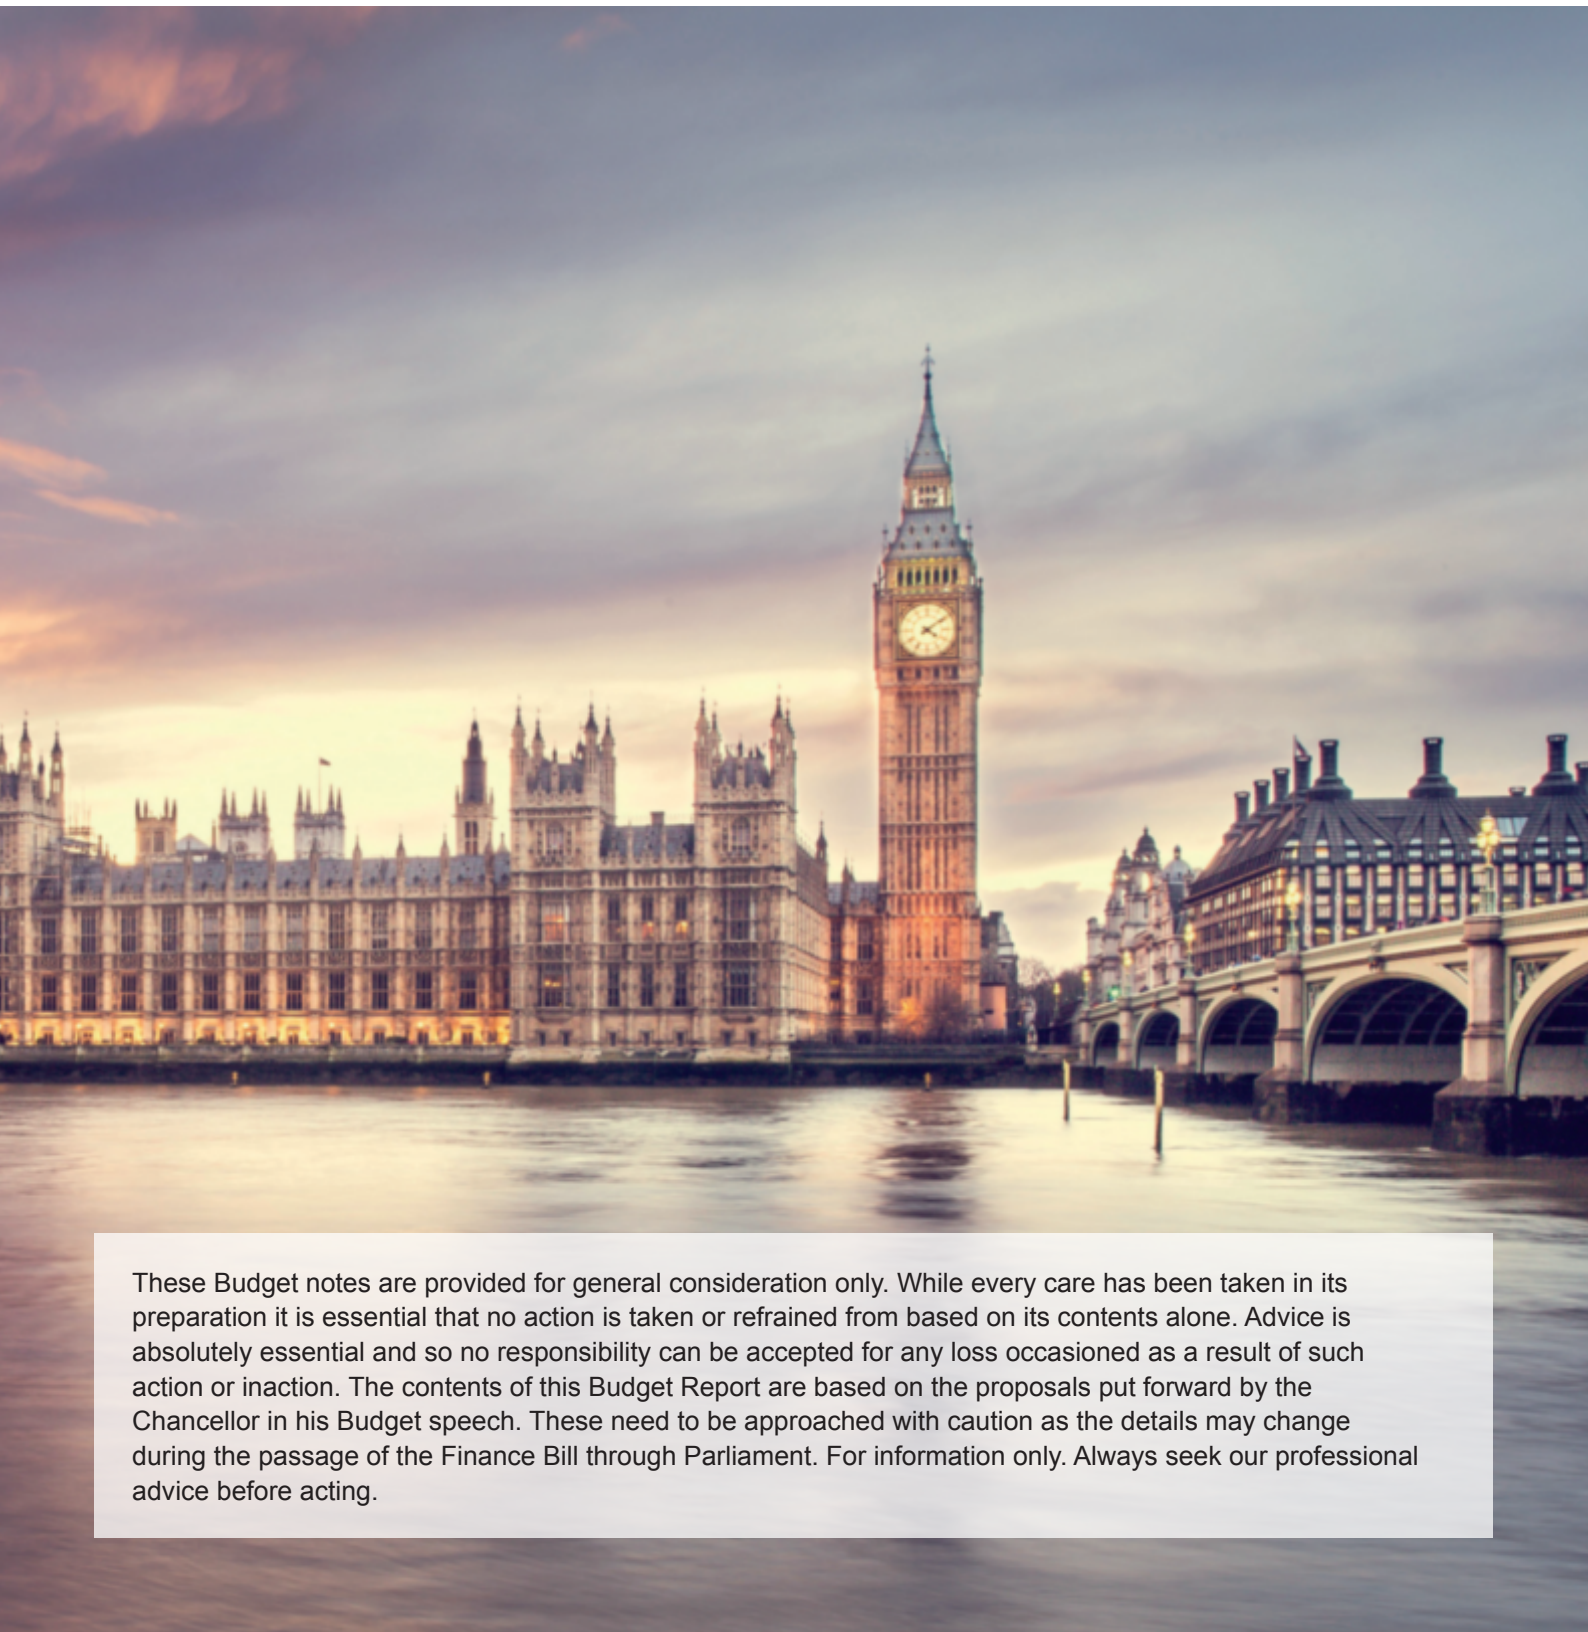 These Budget notes are provided for general consideration only. While every care has been taken in its
preparation it is essential that no action is taken or refrained from based on its contents alone. Advice is
absolutely essential and so no responsibility can be accepted for any loss occasioned as a result of such
action or inaction. The contents of this Budget Report are based on the proposals put forward by the
Chancellor in his Budget speech. These need to be approached with caution as the details may change
during the passage of the Finance Bill through Parliament. For information only. Always seek our professional
advice before acting.